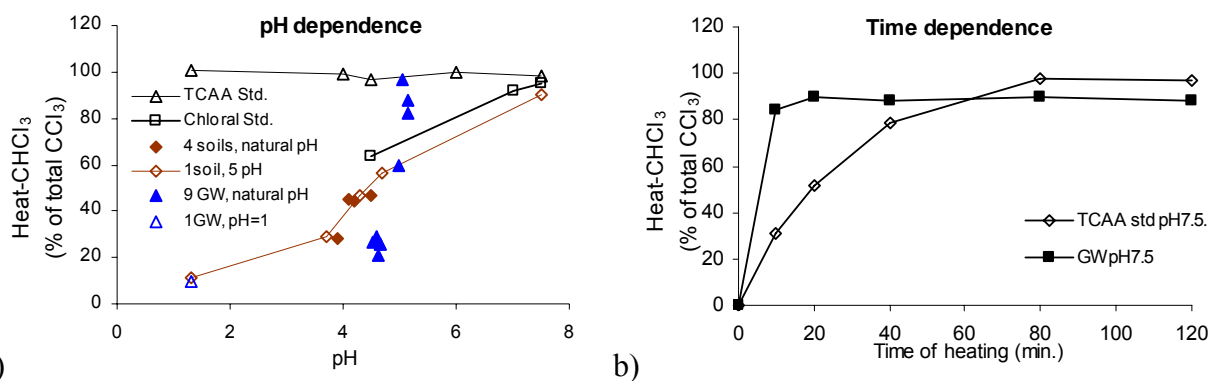 pH dependence
Heat-CHCl₃
(% of total CCl₃)
120
100
80
60
40
20
0
TCAA Std.
Chloral Std.
4 soils, natural pH
1soil, 5 pH
9 GW, natural pH
1GW, pH=1
0
2
4
6
8
pH
)
b)
Time dependence
Heat-CHCl₃
(% of total CCl₃)
120
100
80
60
40
20
0
TCAA std pH7.5.
GWpH7.5
0
20
40
60
80
100
120
Time of heating (min.)